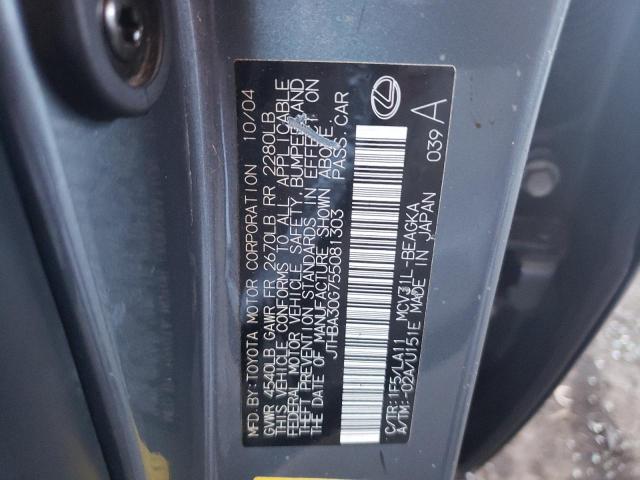 MFD.BY:TOYOTA MOTOR CORPORATION 10/04
GVWR 4540LB GAWR FR 2670LB RR 2280LB
THIS VEHICLE CONFORMS TO ALL APPLICABLE
FEDERAL MOTOR VEHICLE SAFETY, BUMPER, AND
THEFT PREVENTION STANDARDS IN EFFECT ON
THE DATE OF MANUFACTURE SHOWN ABOVE.
JTHBA30G755081383 PASS. CAR
C/TR:1F5/LA11 MCV31L-BEAGKA 039 A
A/TM:-02A/U151E MADE IN JAPAN